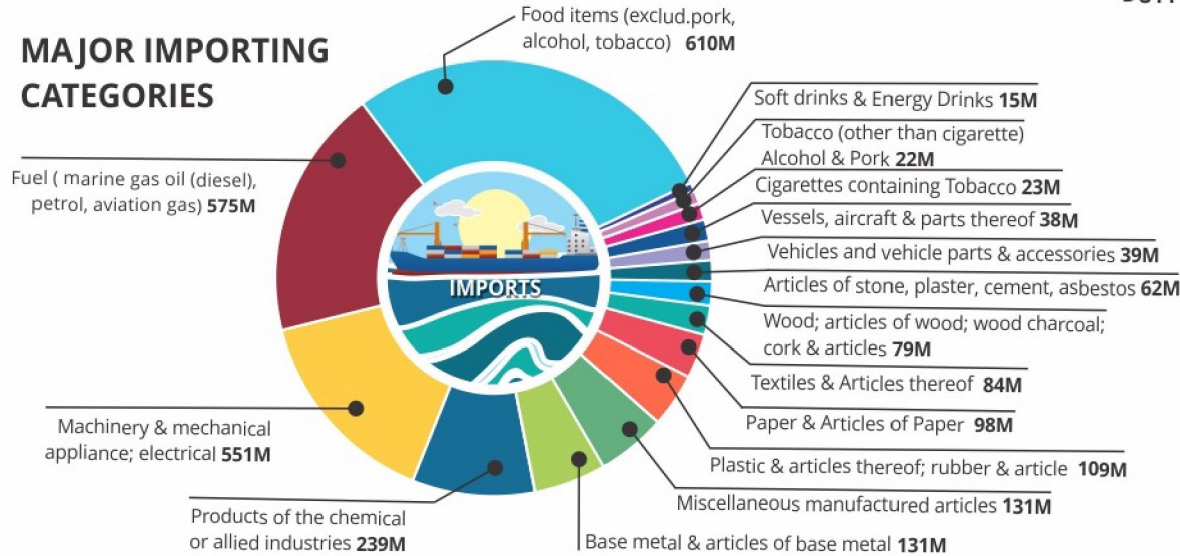 MAJOR IMPORTING
CATEGORIES
Food items (exclud.pork,
alcohol, tobacco) 610M
Soft drinks & Energy Drinks 15M
Tobacco (other than cigarette)
Alcohol & Pork 22M
Cigarettes containing Tobacco 23M
Vessels, aircraft & parts thereof 38M
Vehicles and vehicle parts & accessories 39M
Articles of stone, plaster, cement, asbestos 62M
Wood; articles of wood; wood charcoal;
cork & articles 79M
Textiles & Articles thereof 84M
Paper & Articles of Paper 98M
Plastic & articles thereof; rubber & article 109M
Miscellaneous manufactured articles 131M
Base metal & articles of base metal 131M
Products of the chemical
or allied industries 239M
Machinery & mechanical
appliance; electrical 551M
Fuel ( marine gas oil (diesel),
petrol, aviation gas) 575M
IMPORTS